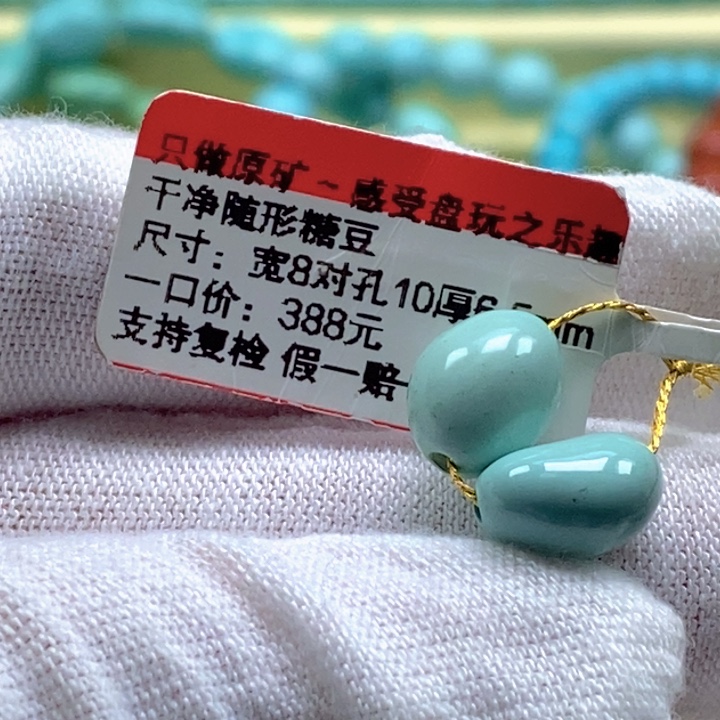 只做原矿~感受盘玩之乐趣
干净随形糖豆
尺寸：宽8对孔10厚6.5mm
一口价：388元
支持复检 假一赔